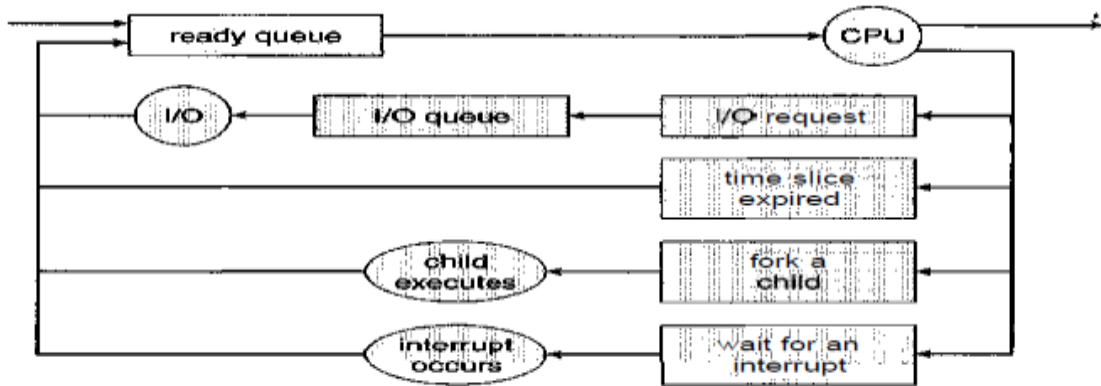 ready queue
CPU
I/O
I/O queue
I/O request
time slice
expired
child
executes
fork a
child
interrupt
occurs
wait for an
interrupt